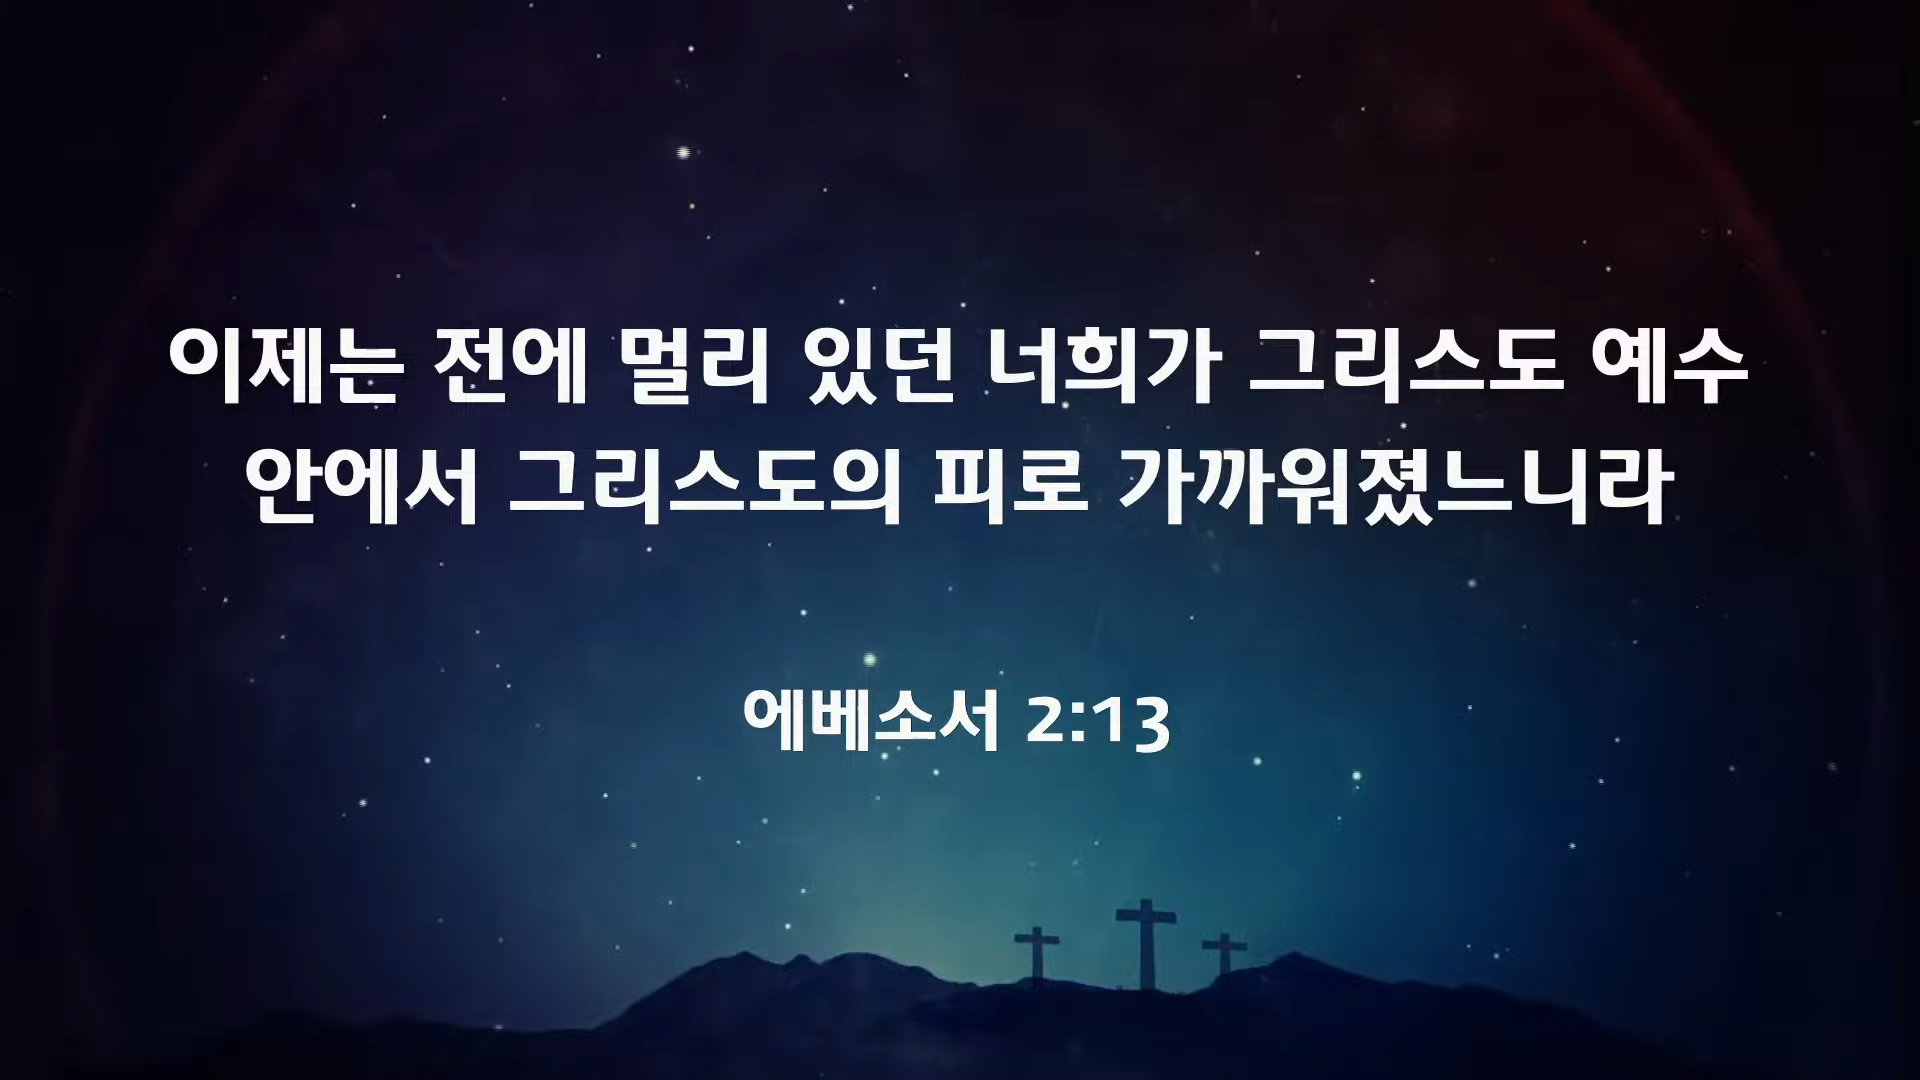 이제는 전에 멀리 있던 너희가 그리스도 예수
안에서 그리스도의 피로 가까워졌느니라
에베소서 2:13